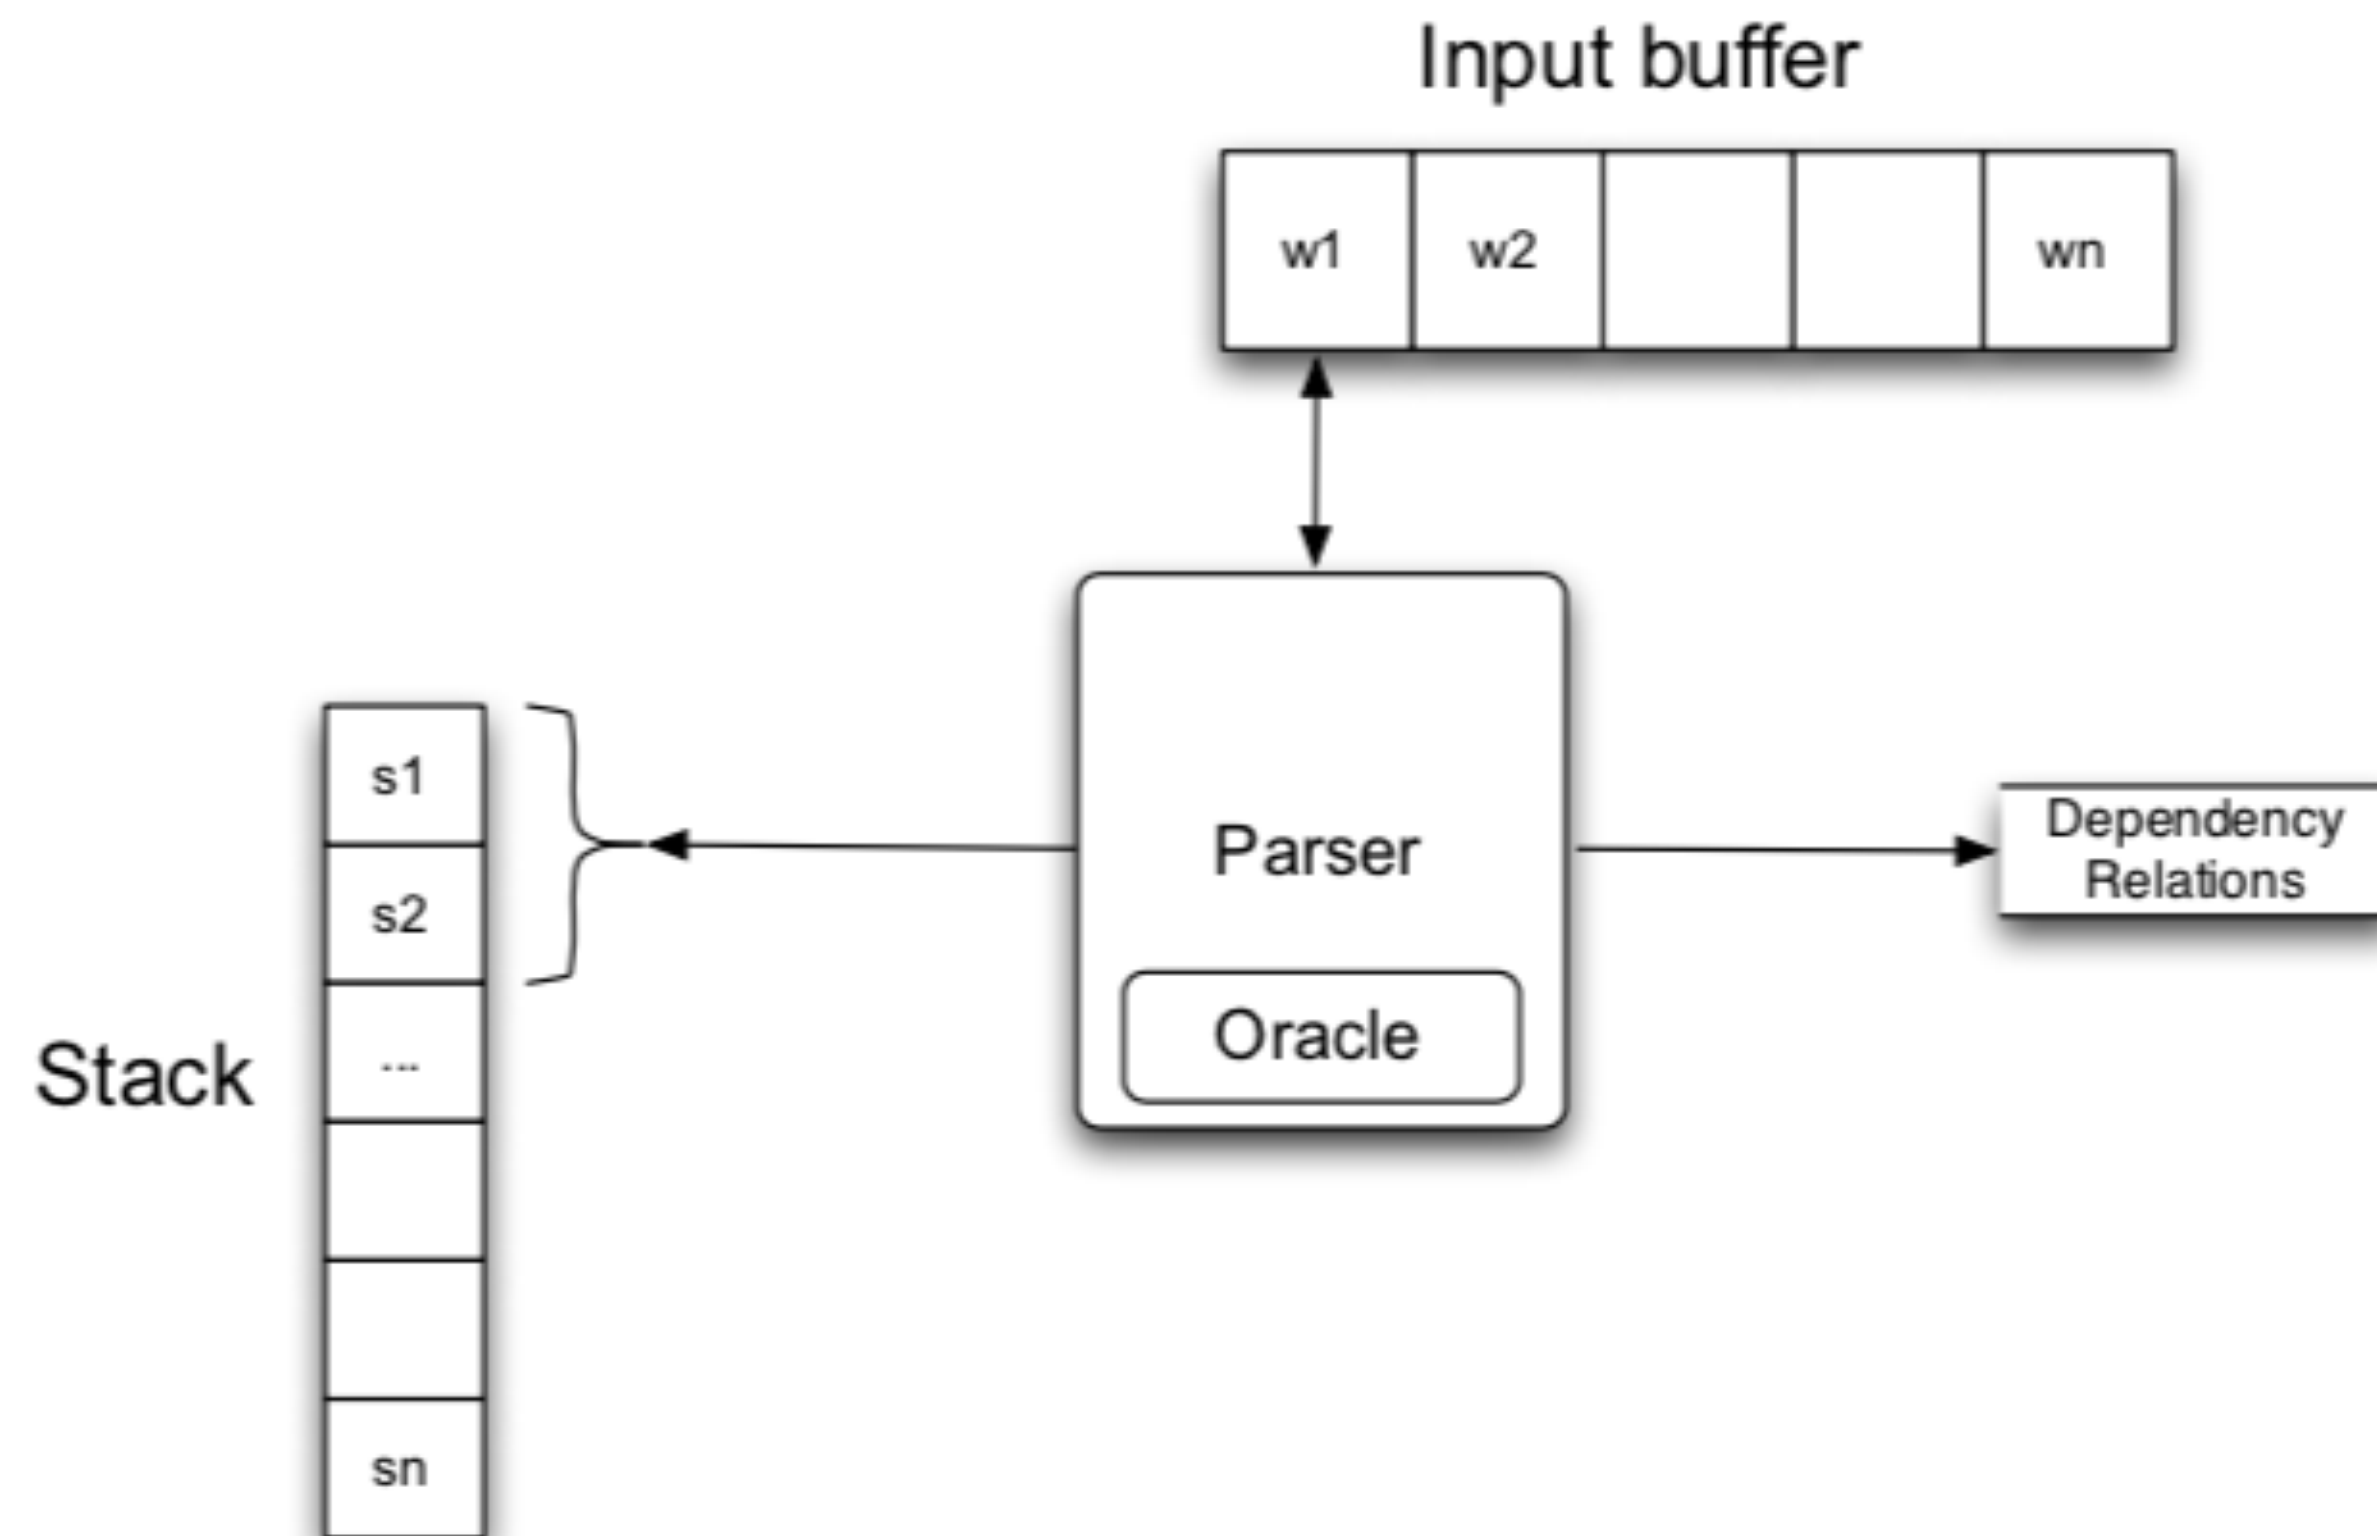 Input buffer
w1 w2 wn
s1
s2
Stack
...
sn
Parser
Oracle
Dependency
Relations